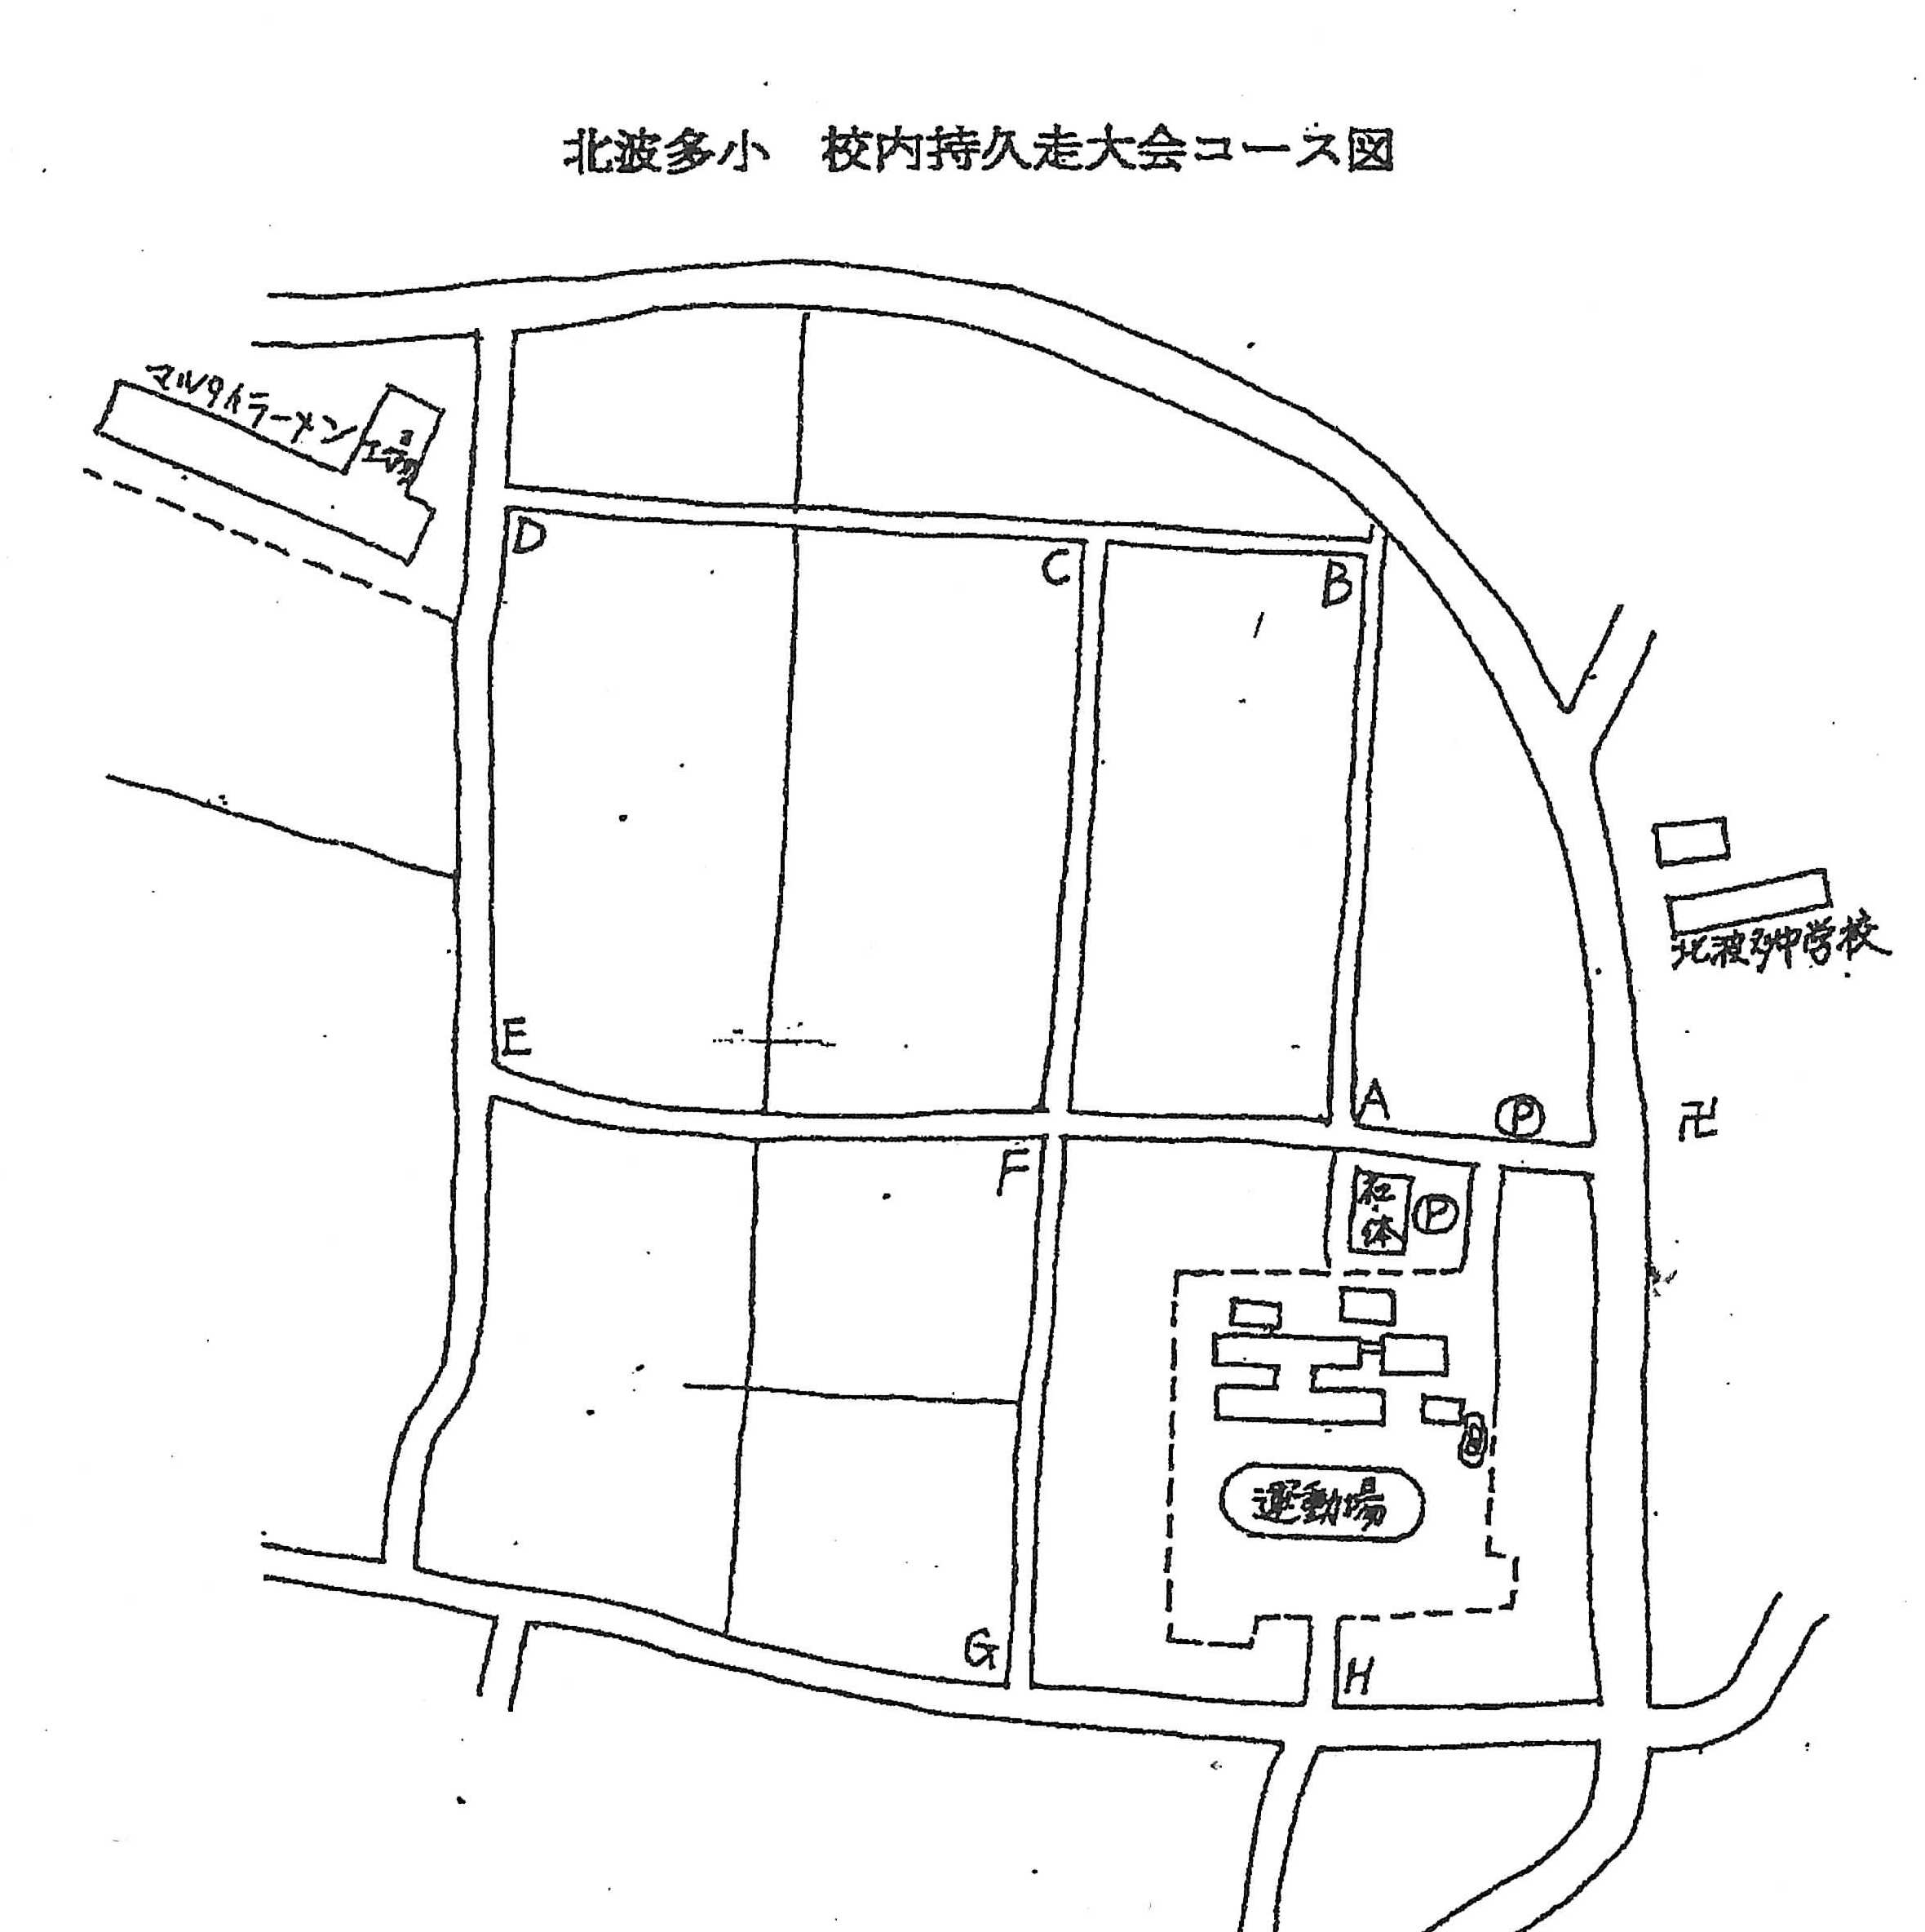 北波多小 校内持久走大会コース図
マルタイラーメン
工場
D
C
B
北波多中学校
E
A
Ⓟ
卍
F
社体
Ⓟ
運動場
G
H